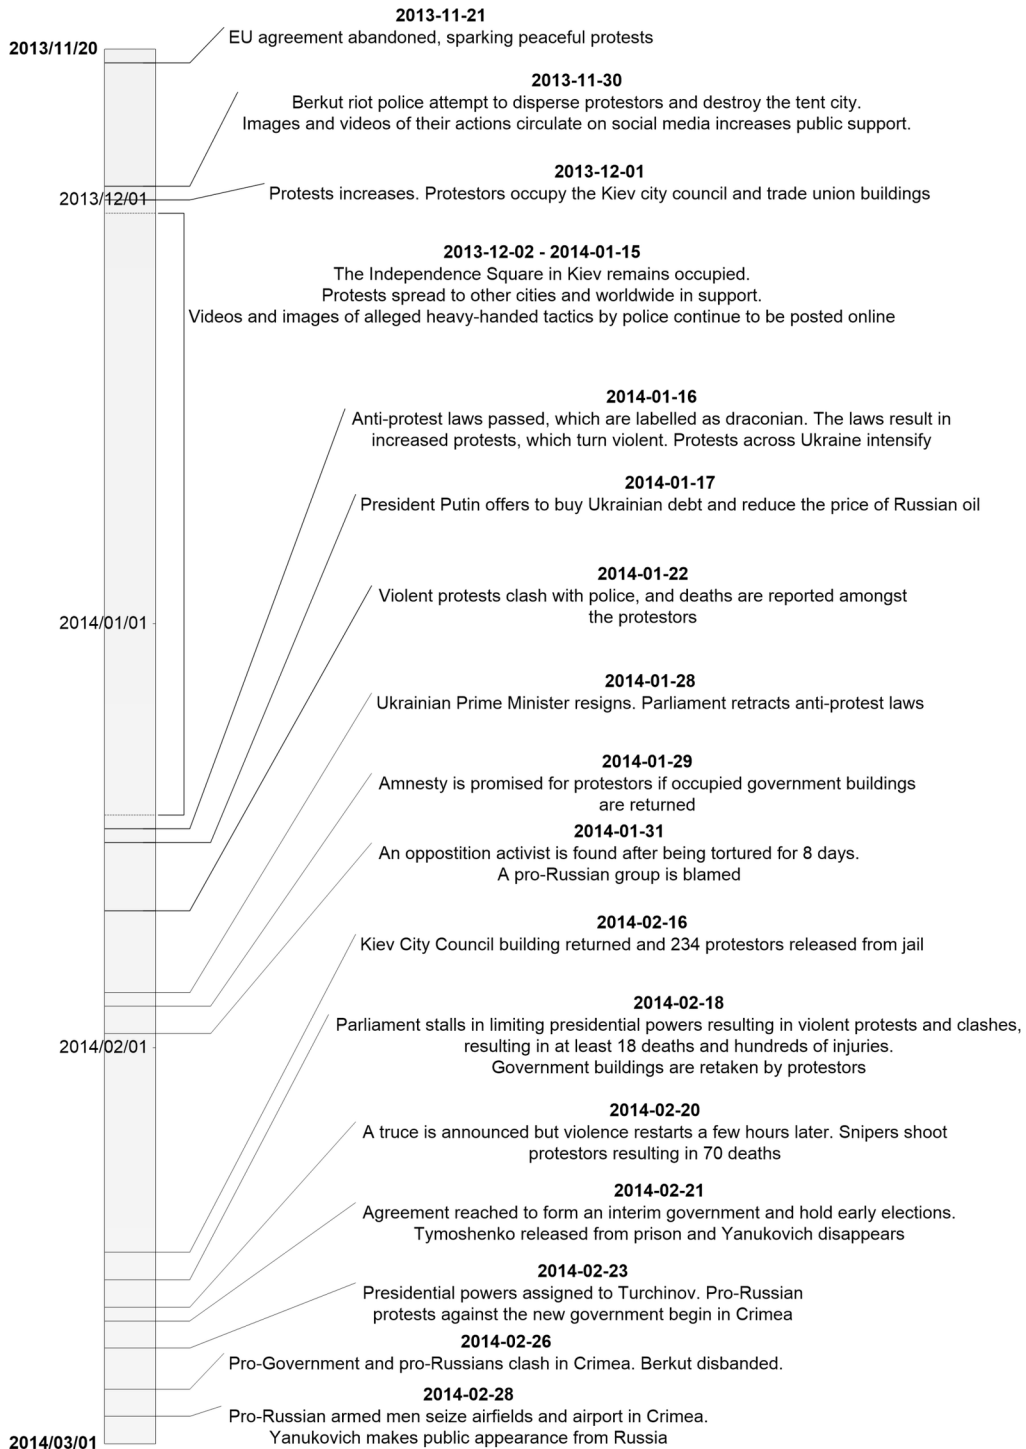 2013-11-21
EU agreement abandoned, sparking peaceful protests
2013/11/20
2013-11-30
Berkut riot police attempt to disperse protestors and destroy the tent city.
Images and videos of their actions circulate on social media increases public support.
2013-12-01
Protests increases. Protestors occupy the Kiev city council and trade union buildings
2013/12/01
2013-12-02 - 2014-01-15
The Independence Square in Kiev remains occupied.
Protests spread to other cities and worldwide in support.
Videos and images of alleged heavy-handed tactics by police continue to be posted online
2014-01-16
Anti-protest laws passed, which are labelled as draconian. The laws result in
increased protests, which turn violent. Protests across Ukraine intensify
2014-01-17
President Putin offers to buy Ukrainian debt and reduce the price of Russian oil
2014-01-22
Violent protests clash with police, and deaths are reported amongst
the protestors
2014/01/01
2014-01-28
Ukrainian Prime Minister resigns. Parliament retracts anti-protest laws
2014-01-29
Amnesty is promised for protestors if occupied government buildings
are returned
2014-01-31
An oppostition activist is found after being tortured for 8 days.
A pro-Russian group is blamed
2014-02-16
Kiev City Council building returned and 234 protestors released from jail
2014-02-18
Parliament stalls in limiting presidential powers resulting in violent protests and clashes,
resulting in at least 18 deaths and hundreds of injuries.
Government buildings are retaken by protestors
2014/02/01
2014-02-20
A truce is announced but violence restarts a few hours later. Snipers shoot
protestors resulting in 70 deaths
2014-02-21
Agreement reached to form an interim government and hold early elections.
Tymoshenko released from prison and Yanukovich disappears
2014-02-23
Presidential powers assigned to Turchinov. Pro-Russian
protests against the new government begin in Crimea
2014-02-26
Pro-Government and pro-Russians clash in Crimea. Berkut disbanded.
2014-02-28
Pro-Russian armed men seize airfields and airport in Crimea.
Yanukovich makes public appearance from Russia
2014/03/01